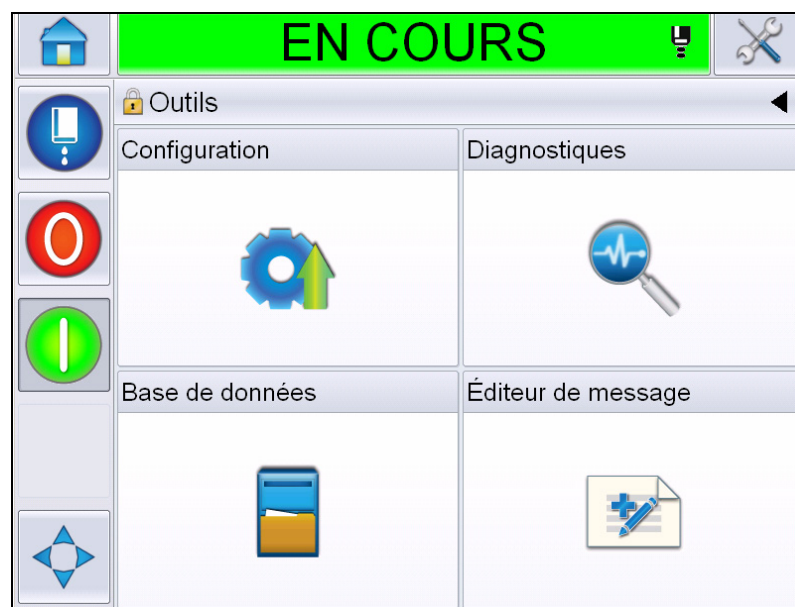 EN COURS
Outils
Configuration
Diagnostiques
Base de données
Éditeur de message